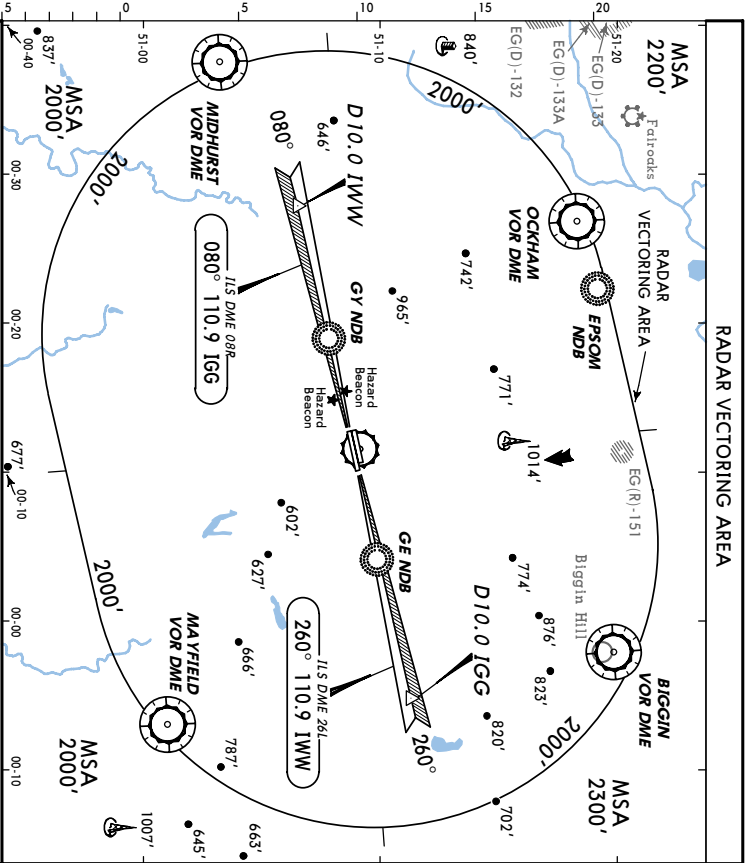 RADAR VECTORING AREA
MSA
2200'
EG(D)-133
EG(D)-133A
EG(D)-132
Fairoaks
RADAR
VECTORING AREA
EG(R)-151
Biggin Hill
BIGGIN
VOR DME
MSA
2300'
OCKHAM
VOR DME
EPSOM
NDB
840'
2000'
742'
965'
771'
1014'
774'
876'
823'
820'
702'
2000'
D10.0 IWW
646'
080°
GY NDB
Hazard
Beacon
Hazard
Beacon
GE NDB
D10.0 IGG
260°
ILS DME 08R
080° 110.9 IGG
ILS DME 26L
260° 110.9 IWW
MIDHURST
VOR DME
602'
627'
666'
787'
645'
663'
1007'
MAYFIELD
VOR DME
2000'
2000'
MSA
2000'
MSA
2000'
837'
677'
00-40
00-30
00-20
00-10
00-00
00-10
5
0
5
10
15
20
51-00
51-10
51-20